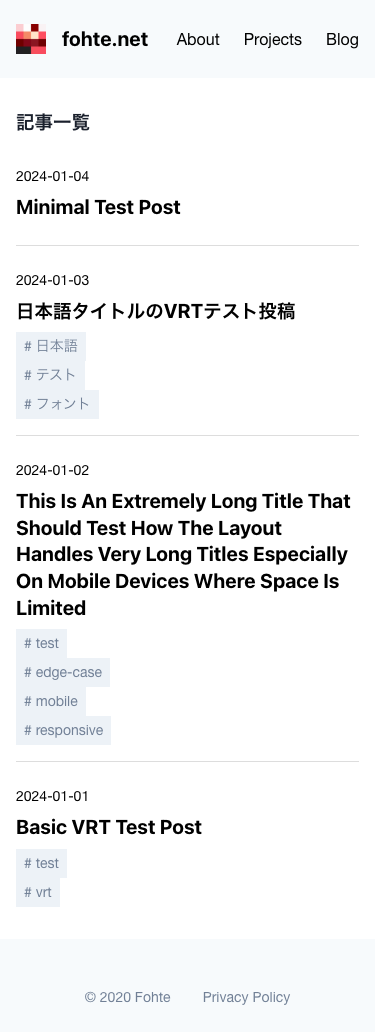 fohte.net About Projects Blog
記事一覧
2024-01-04
Minimal Test Post
2024-01-03
日本語タイトルのVRTテスト投稿
# 日本語
# テスト
# フォント
2024-01-02
This Is An Extremely Long Title That
Should Test How The Layout
Handles Very Long Titles Especially
On Mobile Devices Where Space Is
Limited
# test
# edge-case
# mobile
# responsive
2024-01-01
Basic VRT Test Post
# test
# vrt
© 2020 Fohte Privacy Policy